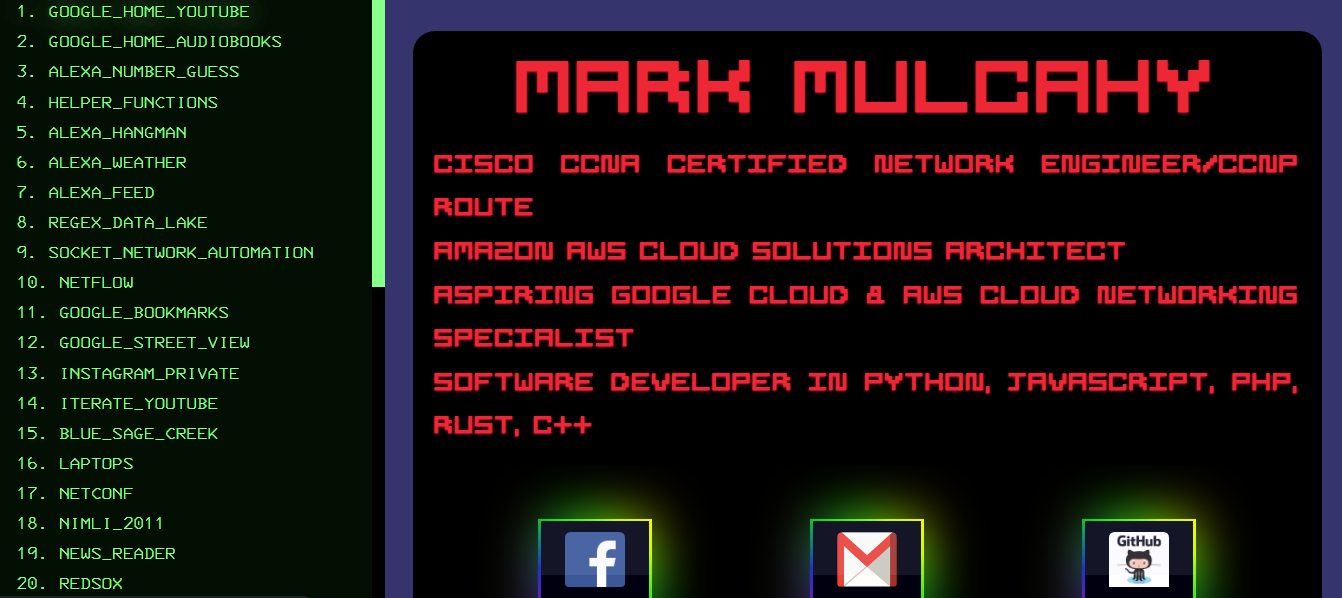 1. GOOGLE_HOME_YOUTUBE
2. GOOGLE_HOME_AUDIOBOOKS
3. ALEXA_NUMBER_GUESS
4. HELPER_FUNCTIONS
5. ALEXA_HANGMAN
6. ALEXA_WEATHER
7. ALEXA_FEED
8. REGEX_DATA_LAKE
9. SOCKET_NETWORK_AUTOMATION
10. NETFLOW
11. GOOGLE_BOOKMARKS
12. GOOGLE_STREET_VIEW
13. INSTAGRAM_PRIVATE
14. ITERATE_YOUTUBE
15. BLUE_SAGE_CREEK
16. LAPTOPS
17. NETCONF
18. NIMLI_2011
19. NEWS_READER
20. REDSOX
MARK MULCAHY
CISCO CCNA CERTIFIED NETWORK ENGINEER/CCNP
ROUTE
AMAZON AWS CLOUD SOLUTIONS ARCHITECT
ASPIRING GOOGLE CLOUD & AWS CLOUD NETWORKING
SPECIALIST
SOFTWARE DEVELOPER IN PYTHON, JAVASCRIPT, PHP,
RUST, C++
GitHub